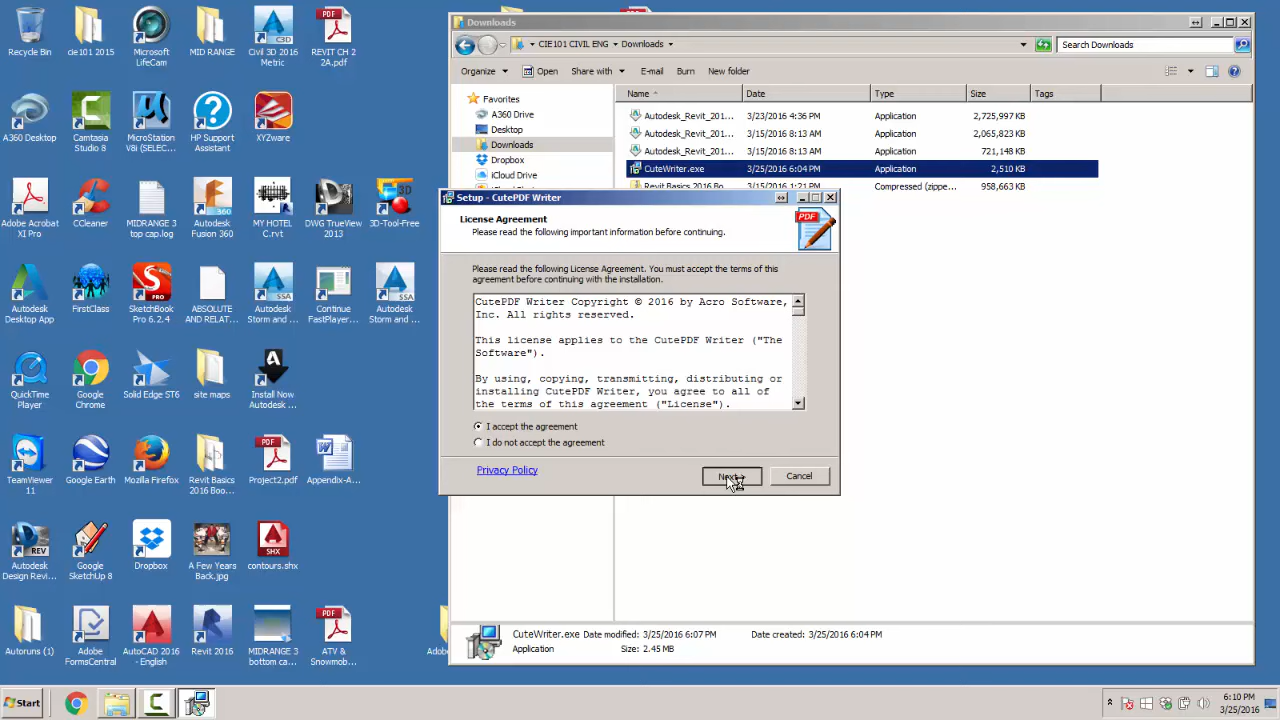 Recycle Bin
cie101 2015
Microsoft
LifeCam
MID RANGE
Civil 3D 2016
Metric
PDF
REVIT CH 2
2A.pdf
A360 Desktop
Camtasia
Studio 8
MicroStation
V8i (SELEC...
HP Support
Assistant
XYZware
Adobe Acrobat
XI Pro
CCleaner
MIDRANGE 3
top cap.log
Autodesk
Fusion 360
MY HOTEL
C.rvt
DWG TrueView
2013
3D-Tool-Free
Autodesk
Desktop App
FirstClass
SketchBook
Pro 6.2.4
ABSOLUTE
AND RELAT...
Autodesk
Storm and ...
Continue
FastPlayer...
Autodesk
Storm and ...
QuickTime
Player
Google
Chrome
Solid Edge ST6
site maps
Install Now
Autodesk ...
TeamViewer
11
Google Earth
Mozilla Firefox
Revit Basics
2016 Boo...
PDF
Project2.pdf
Appendix-A...
Autodesk
Design Revi...
Google
SketchUp 8
Dropbox
A Few Years
Back.jpg
SHX
contours.shx
Autoruns (1)
Adobe
FormsCentral
AutoCAD 2016
- English
Revit 2016
MIDRANGE 3
bottom ca...
PDF
ATV &
Snowmob...
Adob
Downloads
CIE101 CIVIL ENG
Downloads
Search Downloads
Organize
Open
Share with
E-mail
Burn
New folder
Favorites
A360 Drive
Desktop
Downloads
Dropbox
iCloud Drive
Name
Date
Type
Size
Tags
Autodesk_Revit_201... 3/23/2016 4:36 PM Application 2,725,997 KB
Autodesk_Revit_201... 3/15/2016 8:13 AM Application 2,065,823 KB
Autodesk_Revit_201... 3/15/2016 8:13 AM Application 721,148 KB
CuteWriter.exe 3/25/2016 6:04 PM Application 2,510 KB
Revit Basics 2016 Bo... 3/15/2016 1:21 PM Compressed (zippe... 958,663 KB
Setup - CutePDF Writer
License Agreement
Please read the following important information before continuing.
PDF
Please read the following License Agreement. You must accept the terms of this
agreement before continuing with the installation.
CutePDF Writer Copyright © 2016 by Acro Software,
Inc. All rights reserved.
This license applies to the CutePDF Writer ("The
Software").
By using, copying, transmitting, distributing or
installing CutePDF Writer, you agree to all of
the terms of this agreement ("License").
I accept the agreement
I do not accept the agreement
Privacy Policy
Next >
Cancel
CuteWriter.exe Date modified: 3/25/2016 6:07 PM Date created: 3/25/2016 6:04 PM
Application Size: 2.45 MB
Start
6:10 PM
3/25/2016